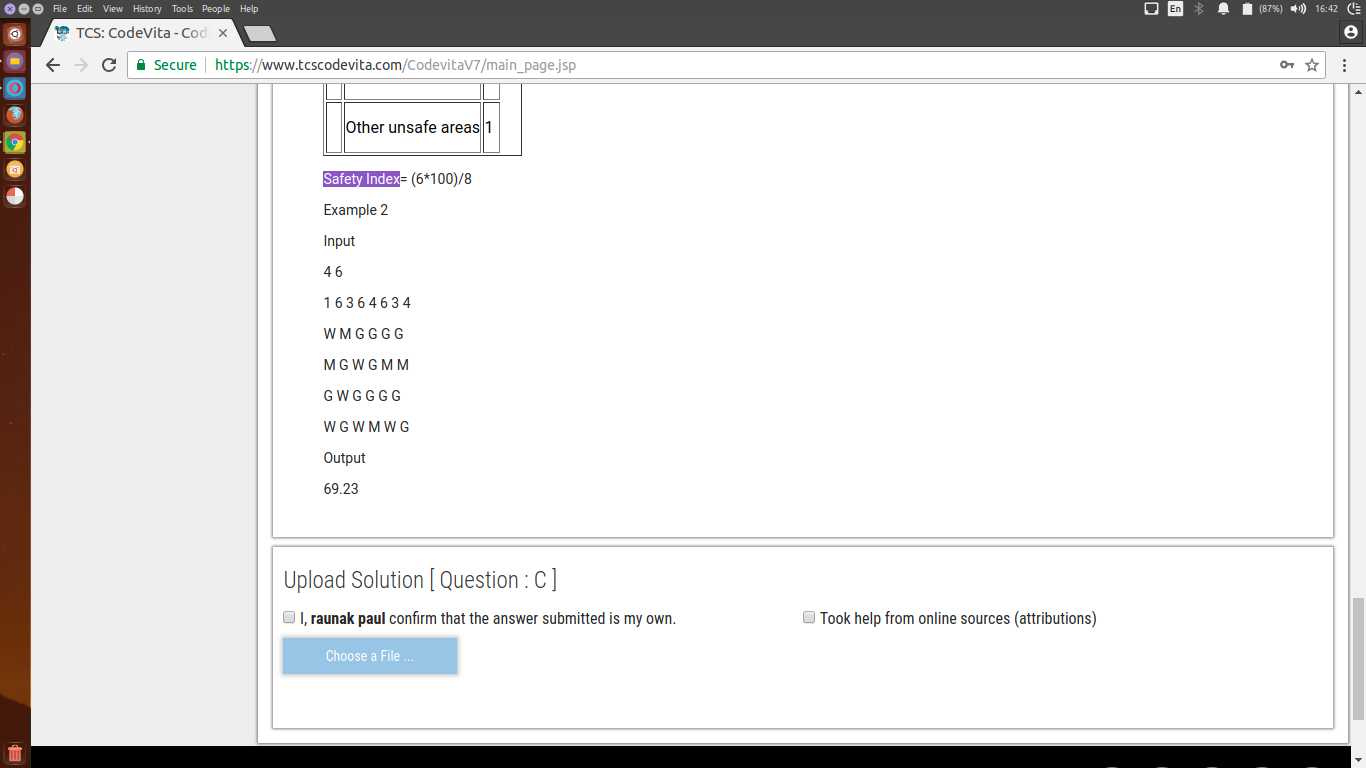 File Edit View History Tools People Help
En
(87%)
16:42
TCS: CodeVita - Cod
Secure
https://www.tcscodevita.com/CodevitaV7/main_page.jsp
Other unsafe areas 1
Safety Index= (6*100)/8
Example 2
Input
4 6
1 6 3 6 4 6 3 4
W M G G G G
M G W G M M
G W G G G G
W G W M W G
Output
69.23
Upload Solution [ Question : C ]
I, raunak paul confirm that the answer submitted is my own.
Took help from online sources (attributions)
Choose a File ...